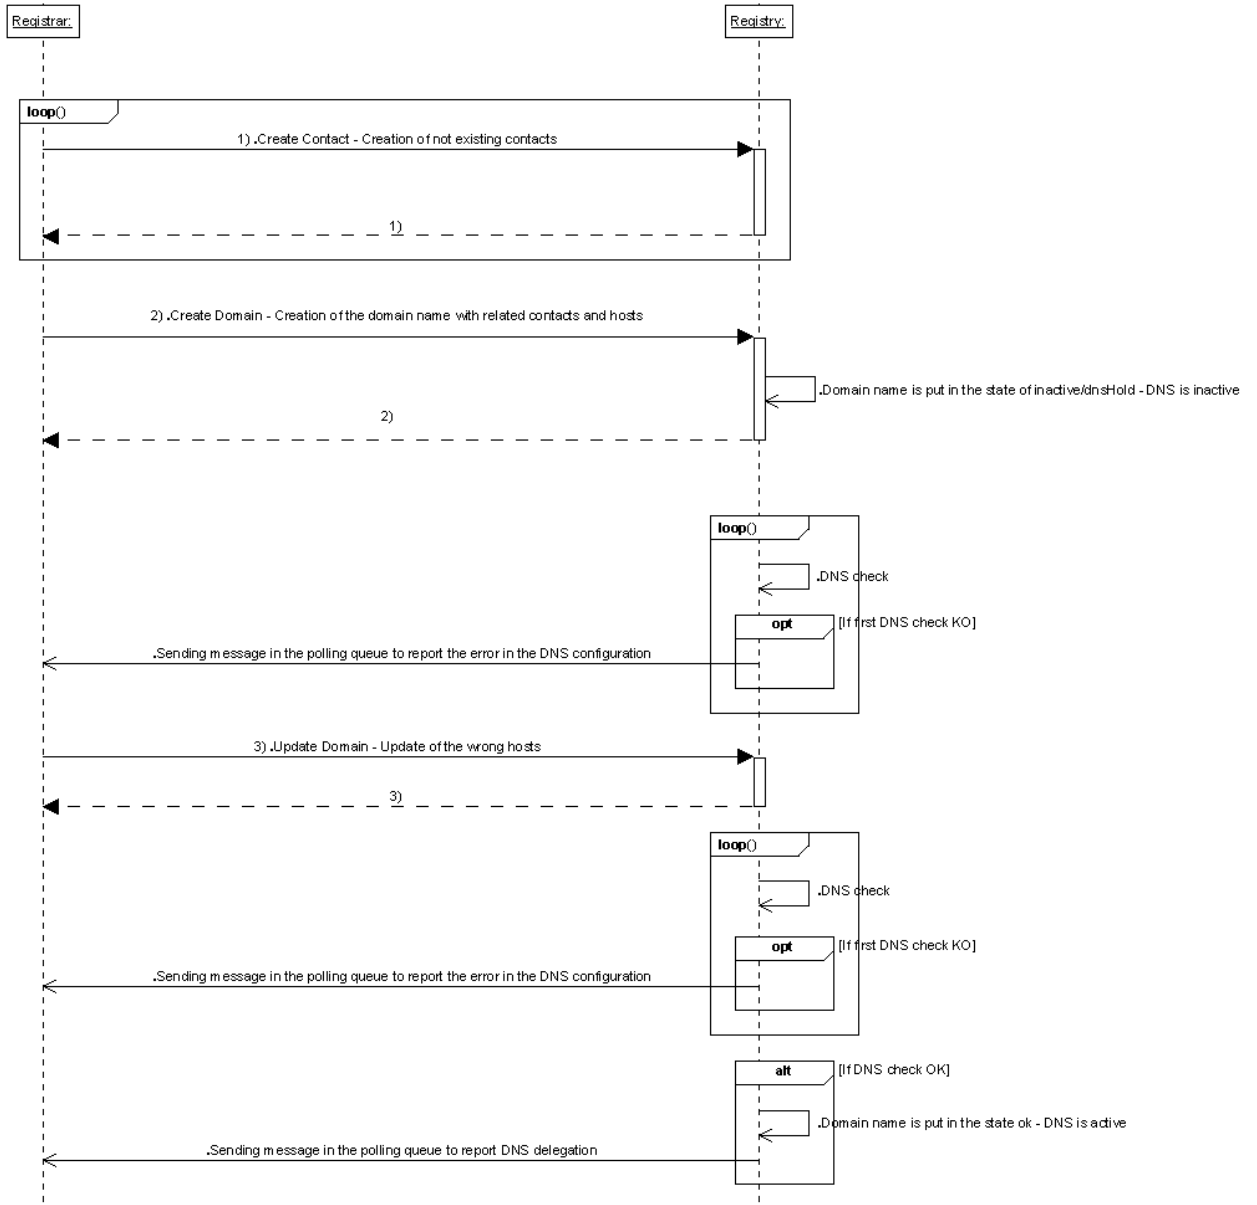 Registrar:
Registry:
loop()
1) .Create Contact - Creation of not existing contacts
1)
2) .Create Domain - Creation of the domain name with related contacts and hosts
.Domain name is put in the state of inactive/dnsHold - DNS is inactive
2)
loop()
.DNS check
opt
[If first DNS check KO]
.Sending message in the polling queue to report the error in the DNS configuration
3) .Update Domain - Update of the wrong hosts
3)
loop()
.DNS check
opt
[If first DNS check KO]
.Sending message in the polling queue to report the error in the DNS configuration
alt
[If DNS check OK]
.Domain name is put in the state ok - DNS is active
.Sending message in the polling queue to report DNS delegation